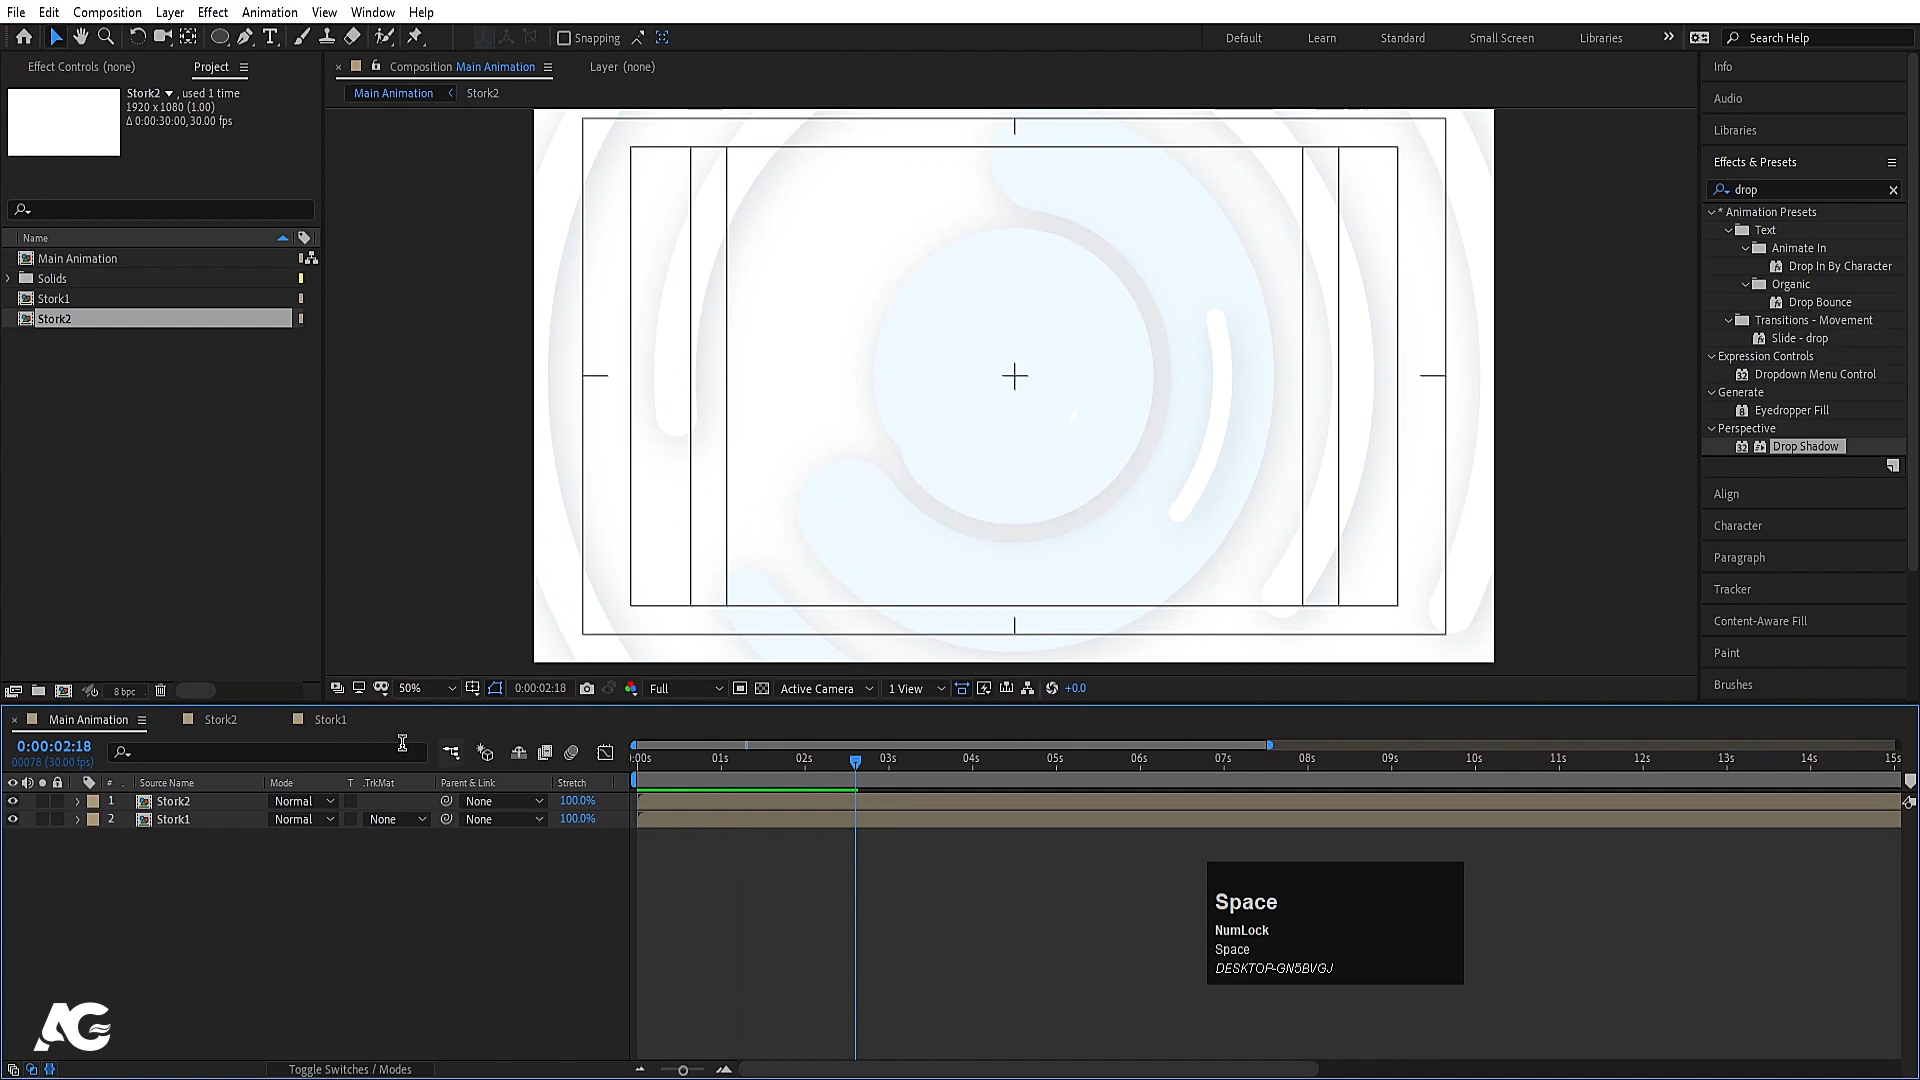 File Edit Composition Layer Effect Animation View Window Help
Snapping Default Learn Standard Small Screen Libraries Search Help
Effect Controls (none) Project
Stork2 , used 1 time
1920 x 1080 (1.00)
Δ 0:00:30:00, 30.00 fps
Name
Main Animation
Solids
Stork1
Stork2
8 bpc
Composition Main Animation Layer (none)
Main Animation Stork2
50% 0:00:02:18 Full Active Camera 1 View +0.0
Info
Audio
Libraries
Effects & Presets
drop
* Animation Presets
Text
Animate In
Drop In By Character
Organic
Drop Bounce
Transitions - Movement
Slide - drop
Expression Controls
Dropdown Menu Control
Generate
Eyedropper Fill
Perspective
Drop Shadow
Align
Character
Paragraph
Tracker
Content-Aware Fill
Paint
Brushes
Main Animation Stork2 Stork1
0:00:02:18
00078 (30.00 fps)
:00s 01s 02s 03s 04s 05s 06s 07s 08s 09s 10s 11s 12s 13s 14s 15s
# Source Name Mode T .TrkMat Parent & Link Stretch
1 Stork2 Normal None 100.0%
2 Stork1 Normal None None 100.0%
Space
NumLock
Space
DESKTOP-GN5BVGJ
AG
Toggle Switches / Modes